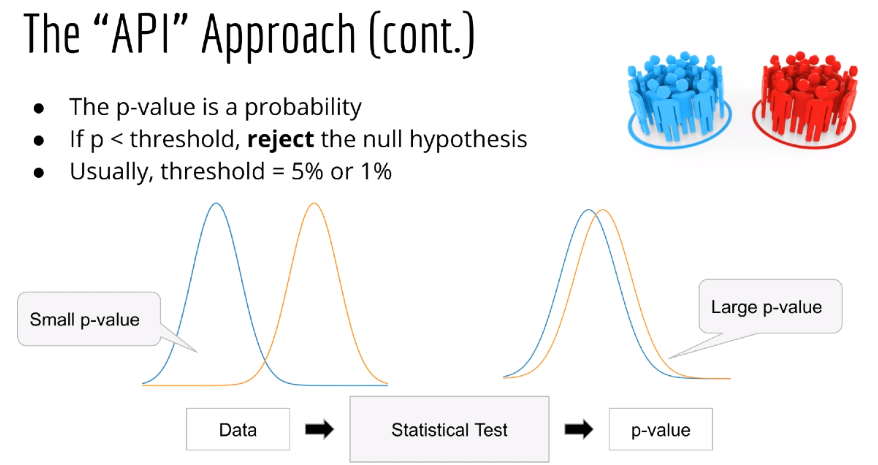 The “API” Approach (cont.)
● The p-value is a probability
● If p < threshold, reject the null hypothesis
● Usually, threshold = 5% or 1%
Small p-value
Large p-value
Data
Statistical Test
p-value